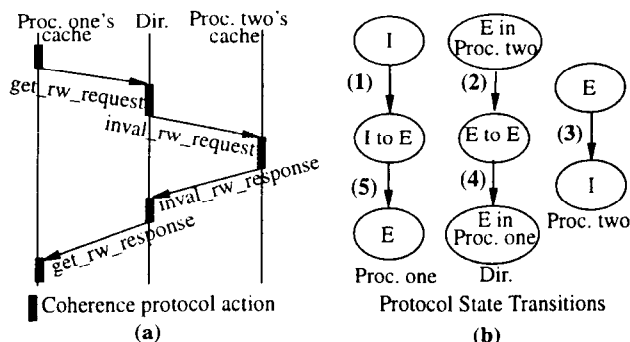 Proc. one's
cache
Dir.
Proc. two's
cache
get_rw_request
inval_rw_request
inval_rw_response
get_rw_response
Coherence protocol action
(a)
I
(1)
I to E
(5)
E
Proc. one
E in
Proc. two
(2)
E to E
(4)
E in
Proc. one
Dir.
E
(3)
I
Proc. two
Protocol State Transitions
(b)